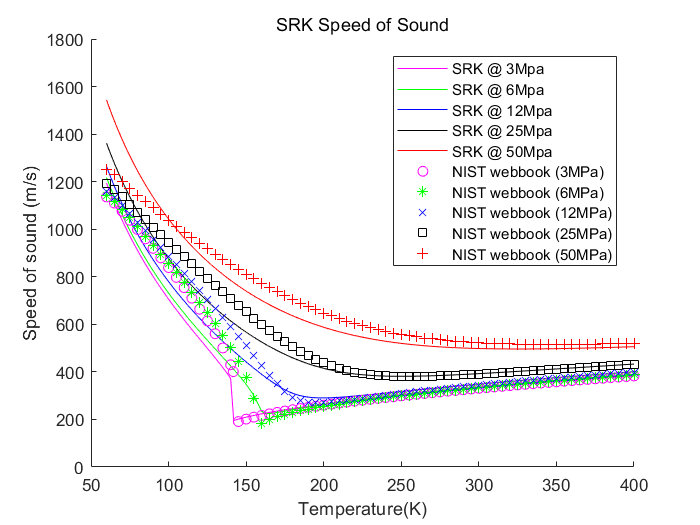 SRK Speed of Sound
1800
1600
1400
1200
1000
800
600
400
200
0
Speed of sound (m/s)
50
100
150
200
250
300
350
400
Temperature(K)
SRK @ 3Mpa
SRK @ 6Mpa
SRK @ 12Mpa
SRK @ 25Mpa
SRK @ 50Mpa
NIST webbook (3MPa)
NIST webbook (6MPa)
NIST webbook (12MPa)
NIST webbook (25MPa)
NIST webbook (50MPa)